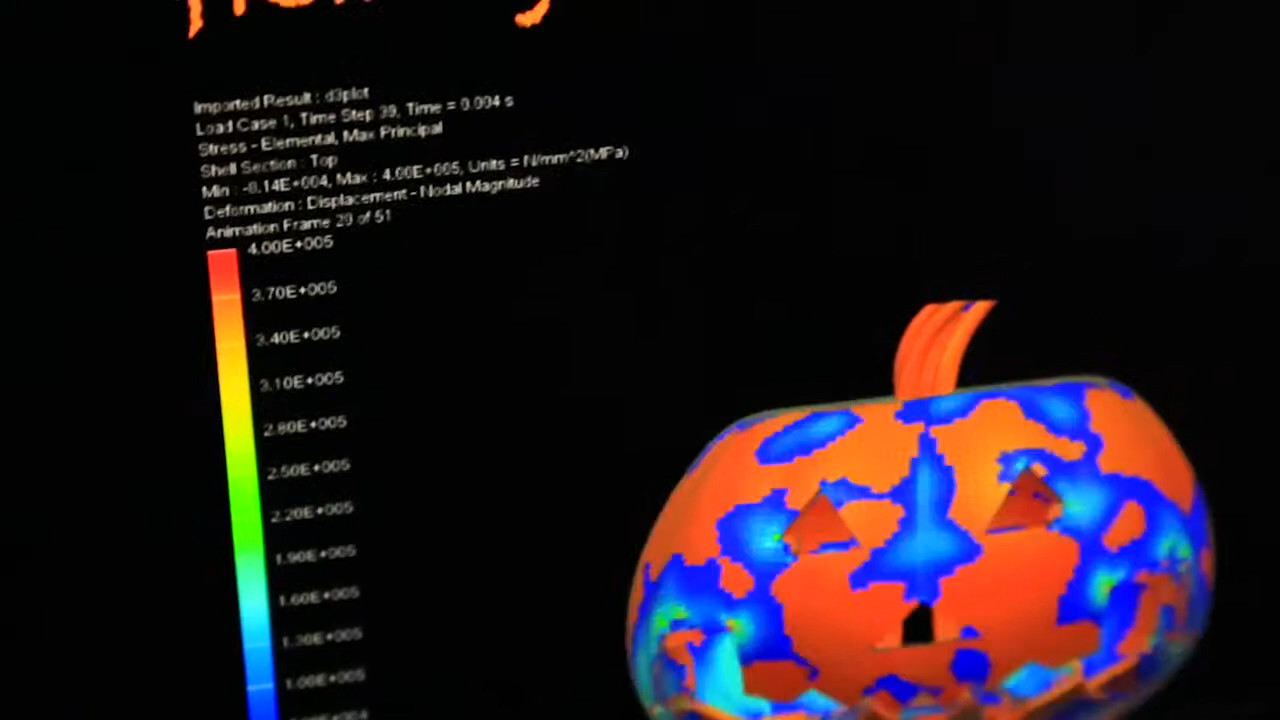 Imported Result : d3plot
Load Case 1, Time Step 39, Time = 0.004 s
Stress - Elemental, Max Principal
Shell Section : Top
Min : -8.14E+004, Max : 4.00E+005, Units = N/mm^2(MPa)
Deformation : Displacement - Nodal Magnitude
Animation Frame 29 of 51
4.00E+005
3.70E+005
3.40E+005
3.10E+005
2.80E+005
2.50E+005
2.20E+005
1.90E+005
1.60E+005
1.30E+005
1.00E+005